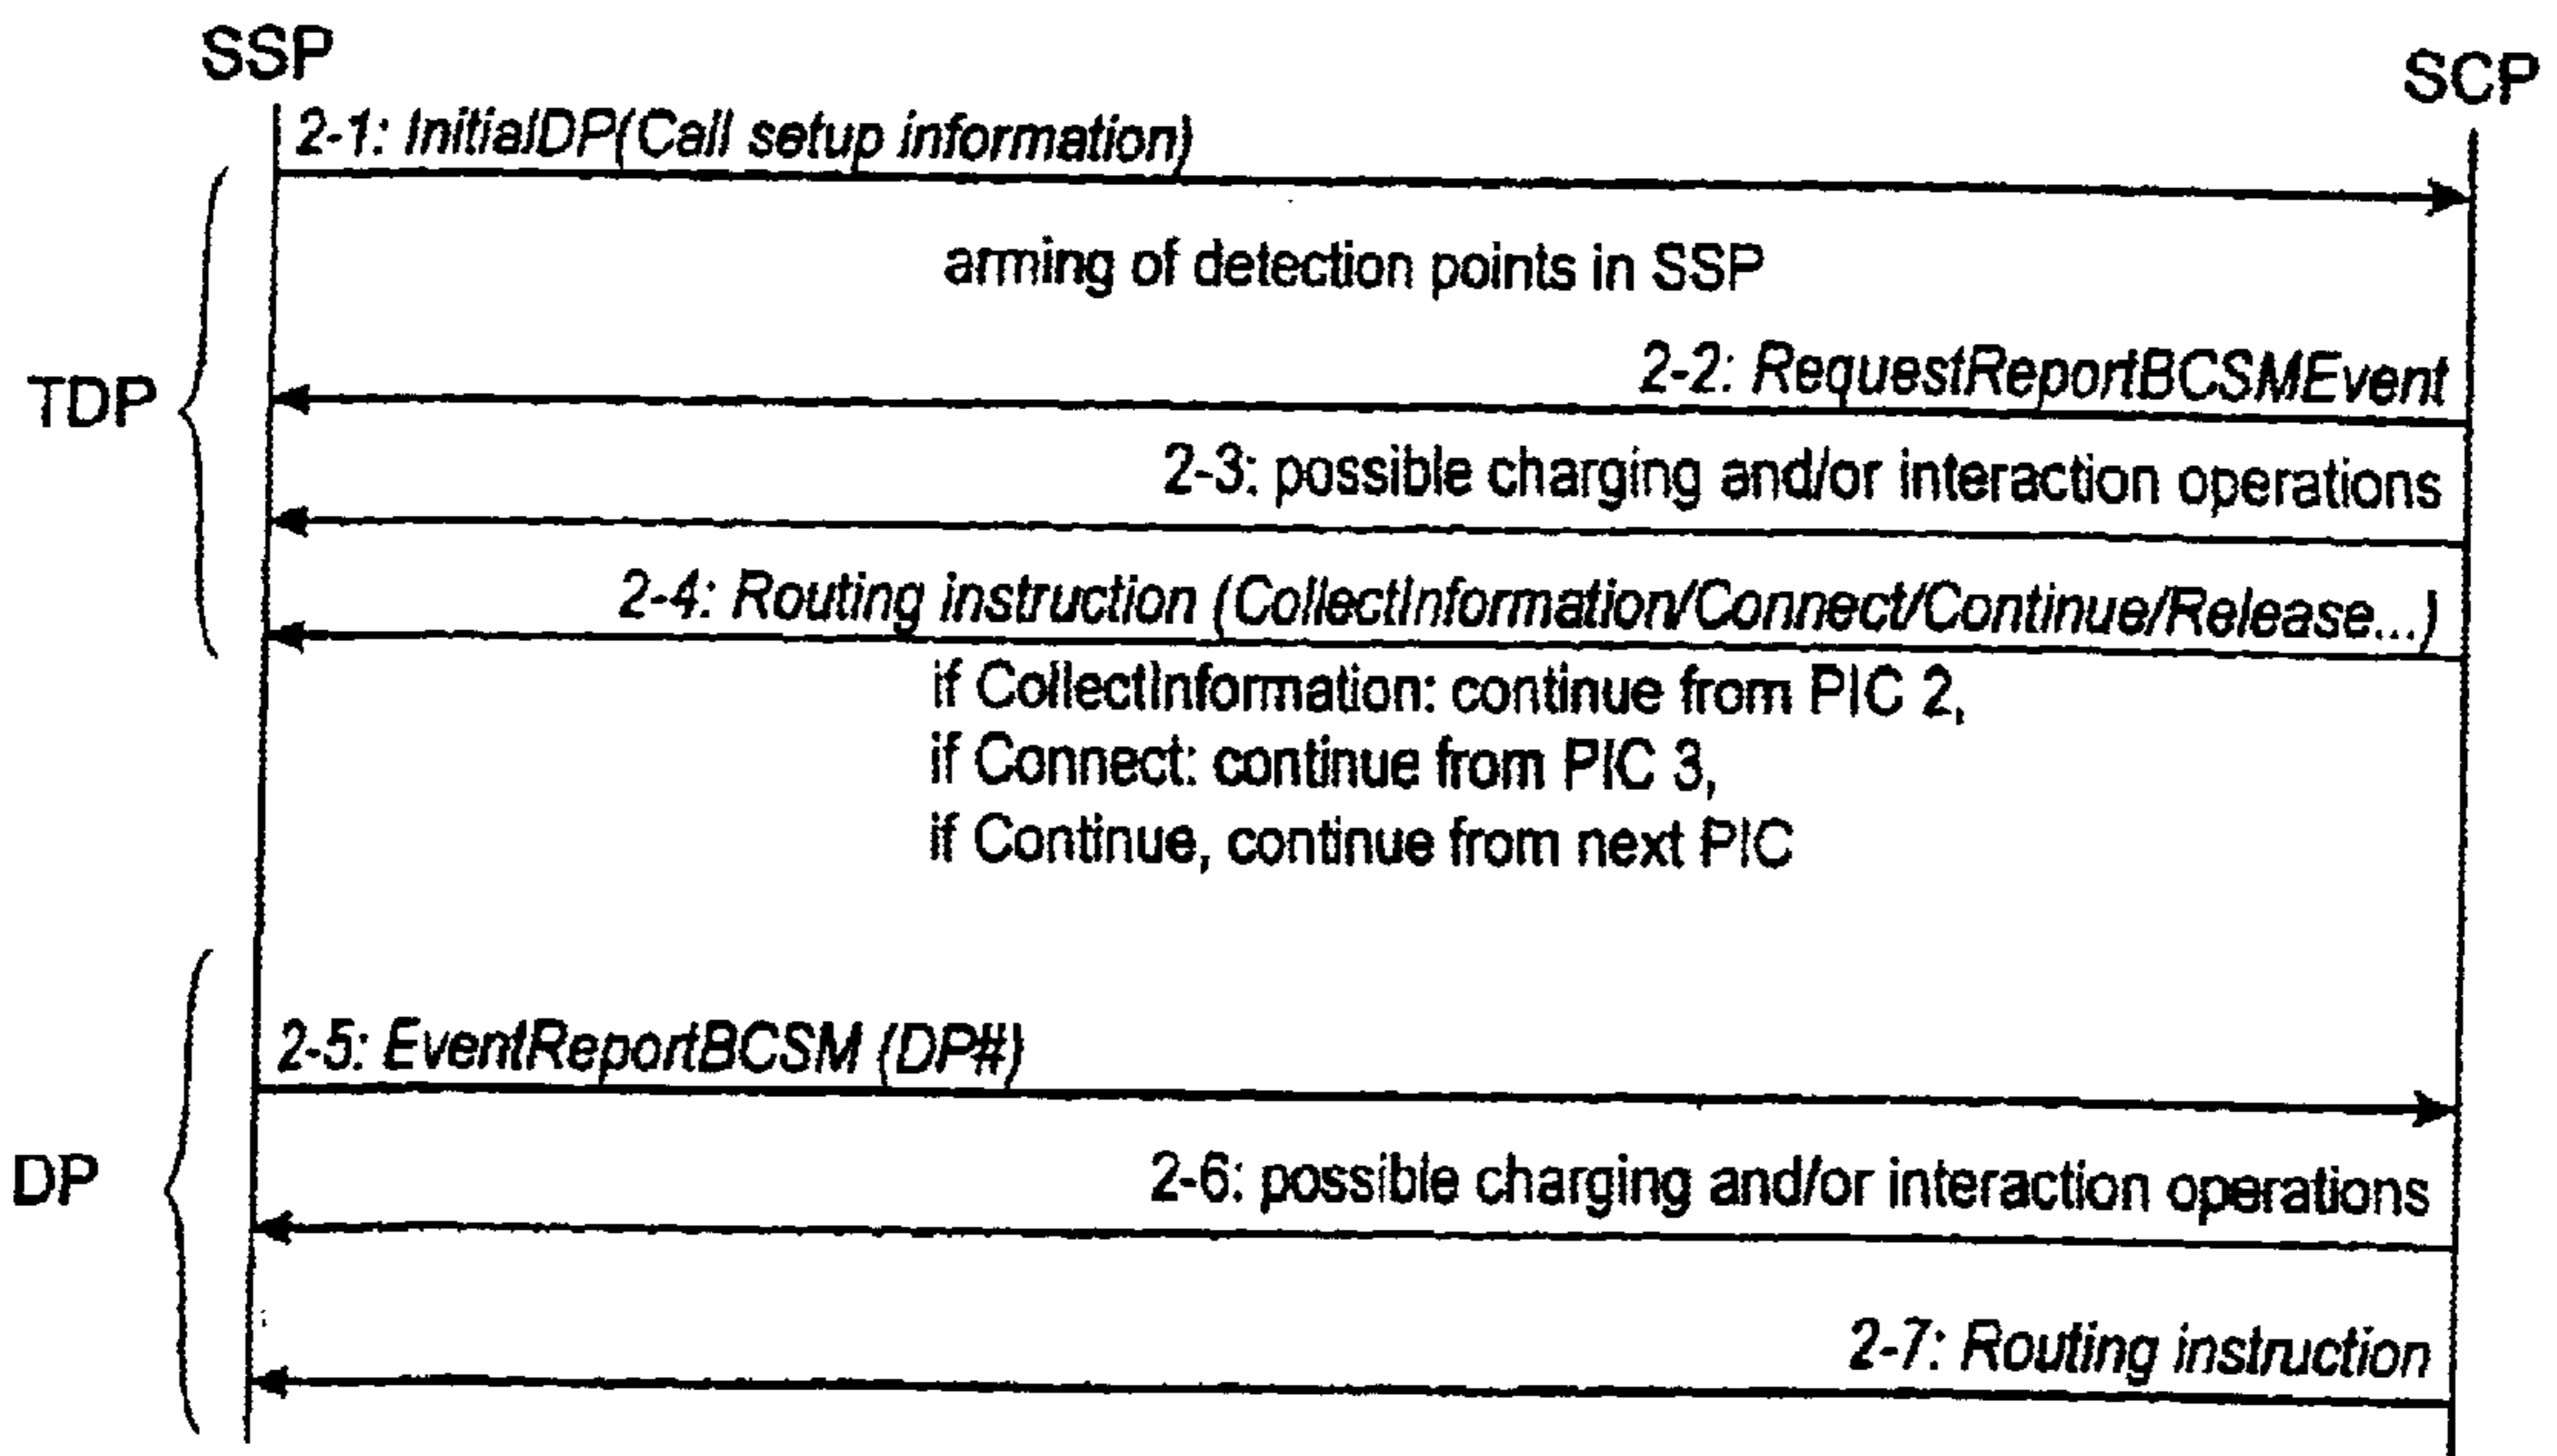 SSP
SCP
2-1: InitialDP(Call setup information)
arming of detection points in SSP
2-2: RequestReportBCSMEvent
TDP
2-3: possible charging and/or interaction operations
2-4: Routing instruction (CollectInformation/Connect/Continue/Release...)
if CollectInformation: continue from PIC 2,
if Connect: continue from PIC 3,
if Continue, continue from next PIC
2-5: EventReportBCSM (DP#)
DP
2-6: possible charging and/or interaction operations
2-7: Routing instruction